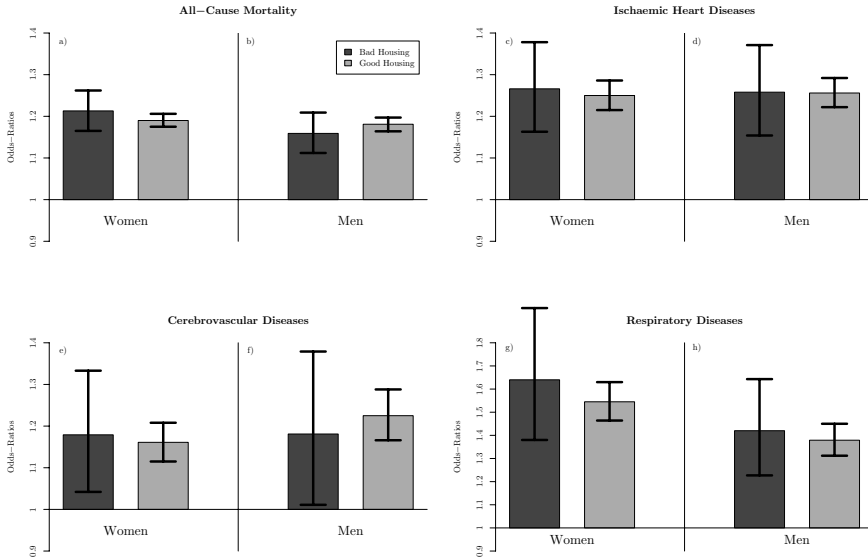 All−Cause Mortality
a)
b)
Bad Housing
Good Housing
Odds−Ratios
0.9 1 1.1 1.2 1.3 1.4
Women
Men
Ischaemic Heart Diseases
c)
d)
Odds−Ratios
0.9 1 1.1 1.2 1.3 1.4
Women
Men
Cerebrovascular Diseases
e)
f)
Odds−Ratios
0.9 1 1.1 1.2 1.3 1.4
Women
Men
Respiratory Diseases
g)
h)
Odds−Ratios
0.9 1 1.1 1.2 1.3 1.4 1.5 1.6 1.7 1.8
Women
Men